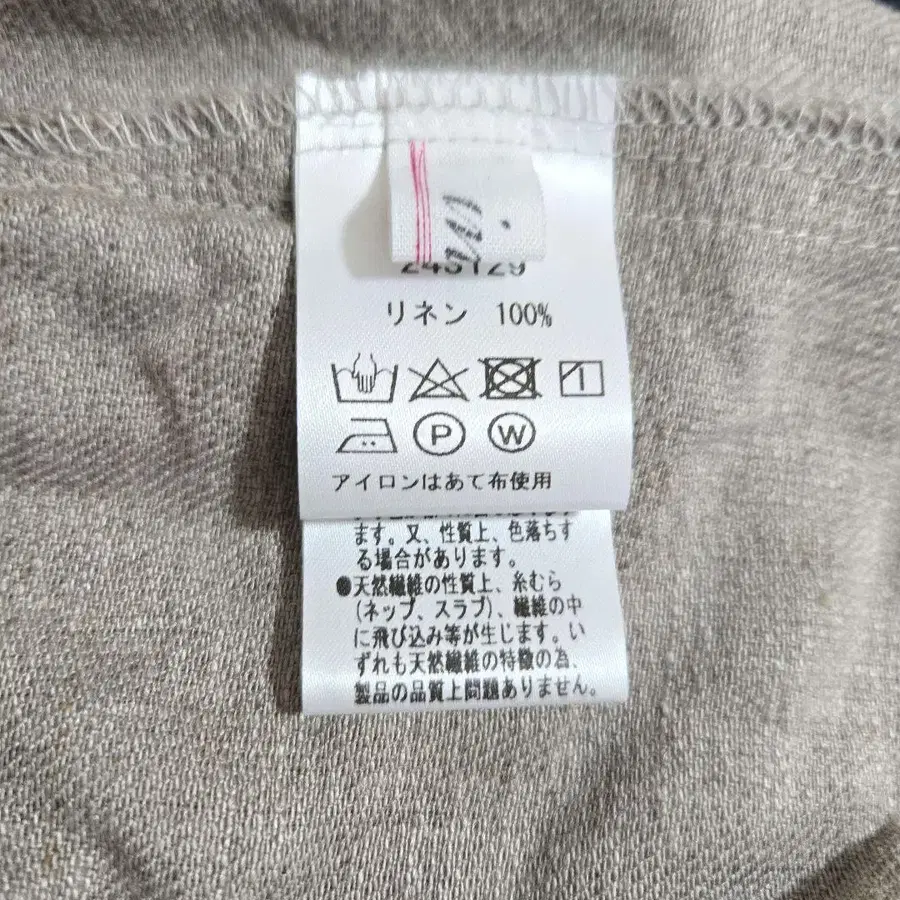 リネン 100%
P W
アイロンはあて布使用
ます。又、性質上、色落ちす
る場合があります。
●天然繊維の性質上、糸むら
(ネップ、スラブ)、繊維の中
に飛び込み等が生じます。い
ずれも天然繊維の特徴の為、
製品の品質上問題ありません。